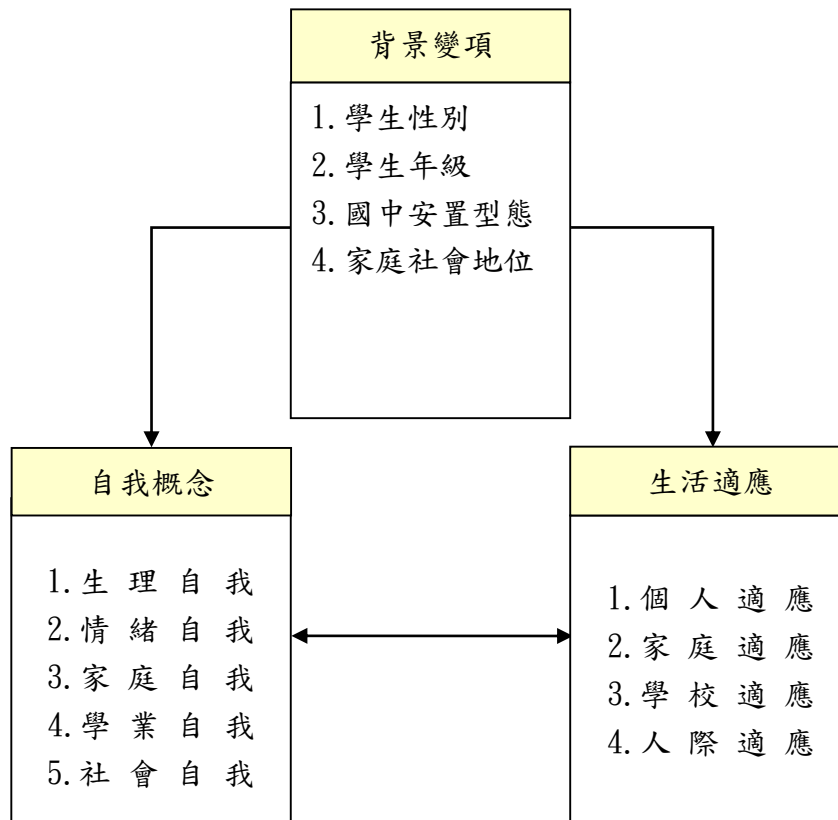 背景變項
1.學生性別
2.學生年級
3.國中安置型態
4.家庭社會地位
自我概念
1.生理自我
2.情緒自我
3.家庭自我
4.學業自我
5.社會自我
生活適應
1.個人適應
2.家庭適應
3.學校適應
4.人際適應